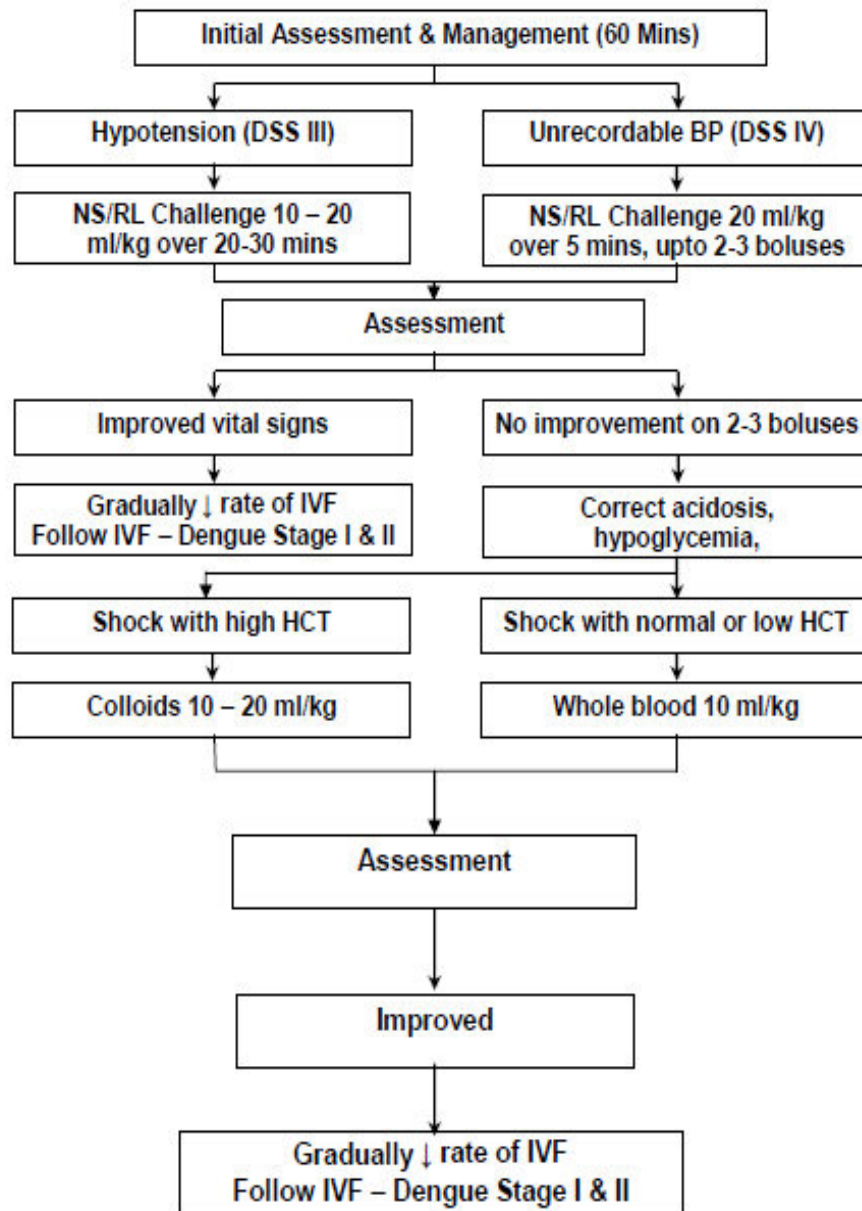 Initial Assessment & Management (60 Mins)
Hypotension (DSS III)
Unrecordable BP (DSS IV)
NS/RL Challenge 10 – 20
ml/kg over 20-30 mins
NS/RL Challenge 20 ml/kg
over 5 mins, upto 2-3 boluses
Assessment
Improved vital signs
No improvement on 2-3 boluses
Gradually ↓ rate of IVF
Follow IVF – Dengue Stage I & II
Correct acidosis,
hypoglycemia,
Shock with high HCT
Shock with normal or low HCT
Colloids 10 – 20 ml/kg
Whole blood 10 ml/kg
Assessment
Improved
Gradually ↓ rate of IVF
Follow IVF – Dengue Stage I & II